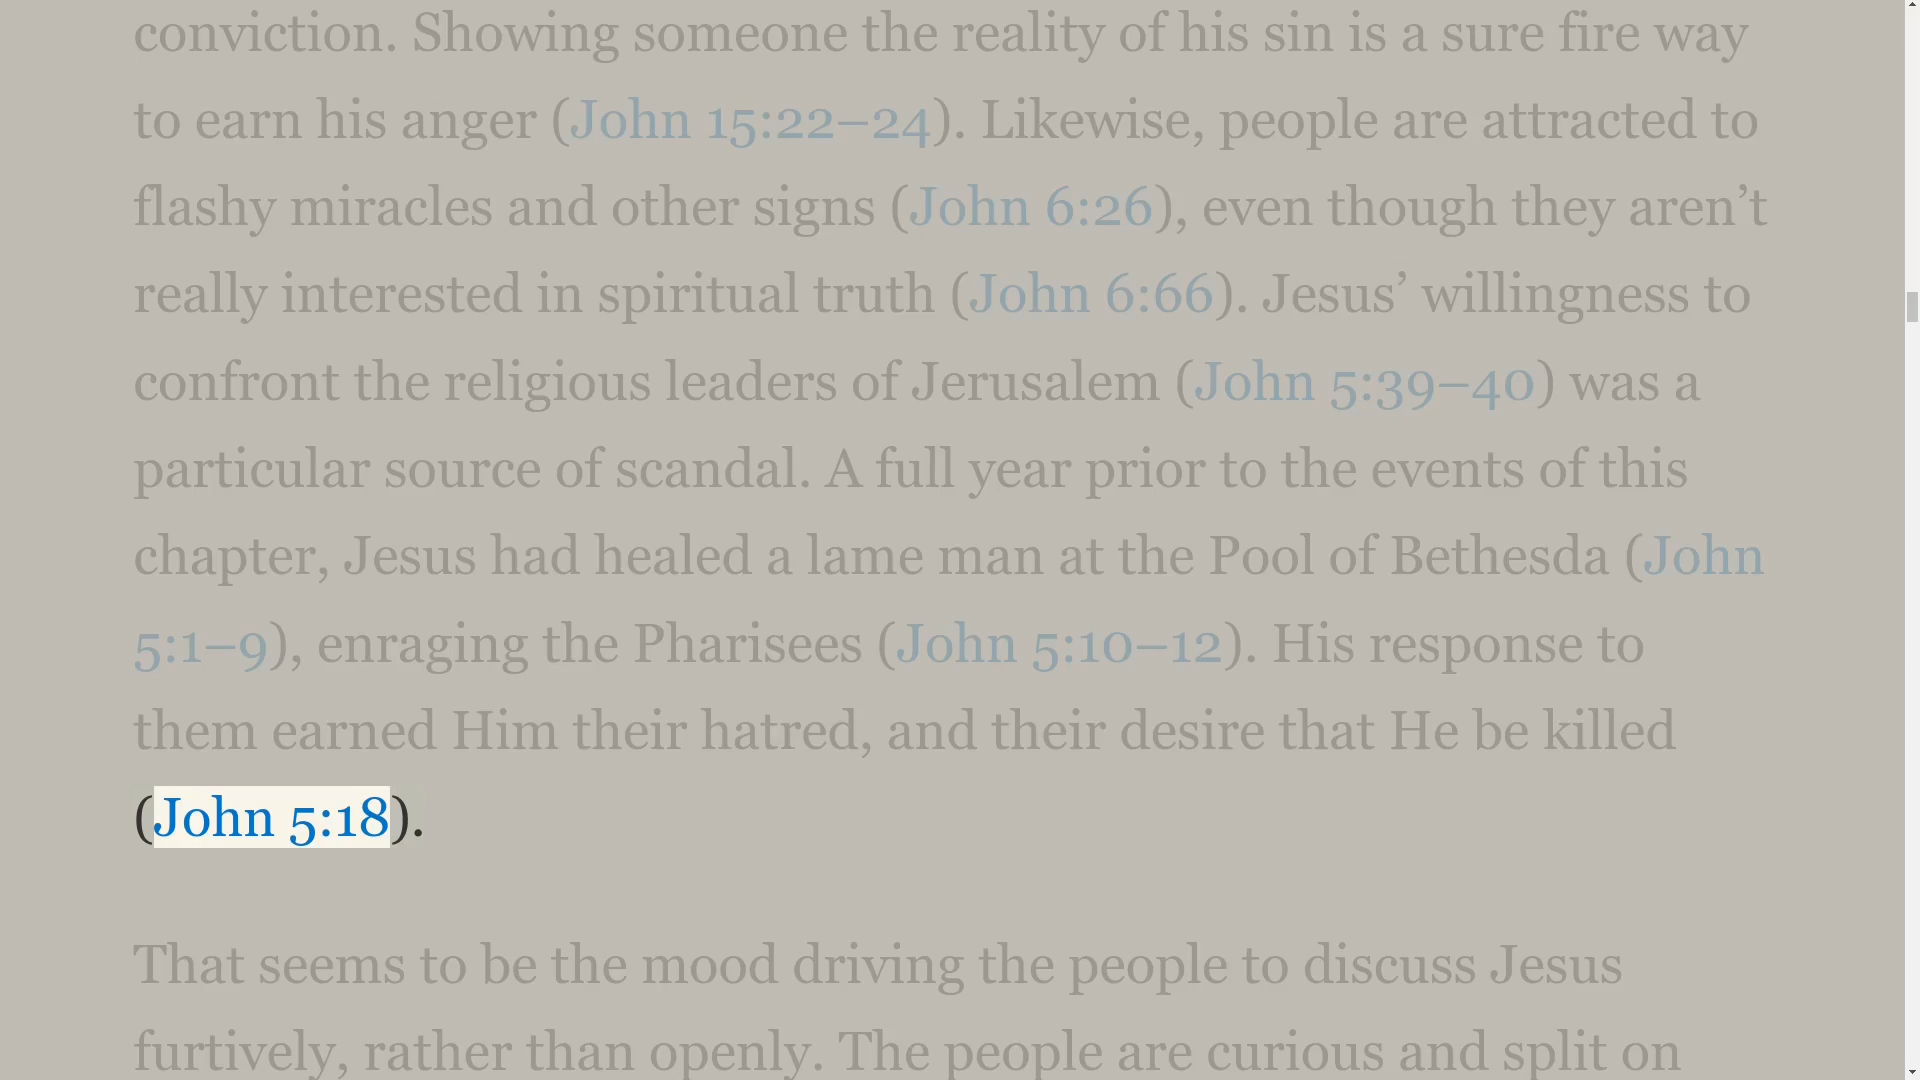 conviction. Showing someone the reality of his sin is a sure fire way
to earn his anger (John 15:22–24). Likewise, people are attracted to
flashy miracles and other signs (John 6:26), even though they aren’t
really interested in spiritual truth (John 6:66). Jesus’ willingness to
confront the religious leaders of Jerusalem (John 5:39–40) was a
particular source of scandal. A full year prior to the events of this
chapter, Jesus had healed a lame man at the Pool of Bethesda (John
5:1–9), enraging the Pharisees (John 5:10–12). His response to
them earned Him their hatred, and their desire that He be killed
(John 5:18).
That seems to be the mood driving the people to discuss Jesus
furtively, rather than openly. The people are curious and split on